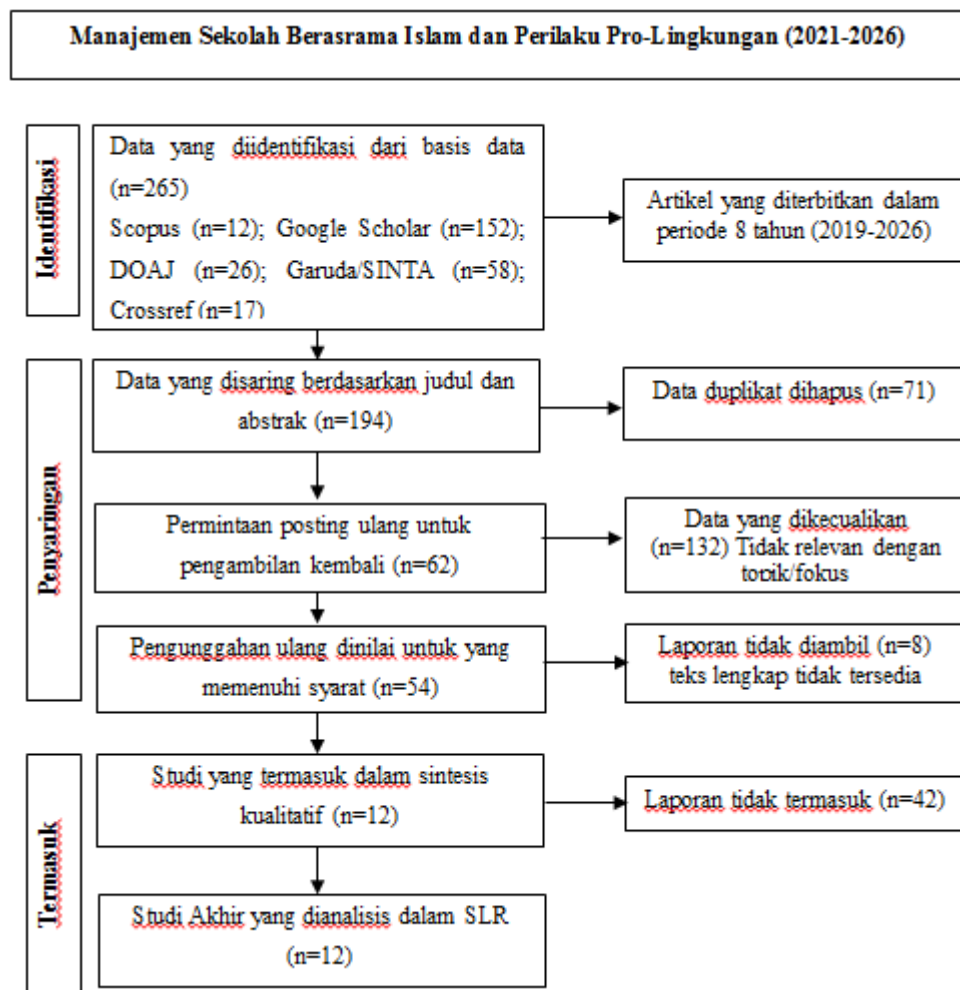 Manajemen Sekolah Berasrama Islam dan Perilaku Pro-Lingkungan (2021-2026)
Identifikasi
Data yang diidentifikasi dari basis data
(n=265)
Scopus (n=12); Google Scholar (n=152);
DOAJ (n=26); Garuda/SINTA (n=58);
Crossref (n=17)
Artikel yang diterbitkan dalam
periode 8 tahun (2019-2026)
Penyaringan
Data yang disaring berdasarkan judul dan
abstrak (n=194)
Data duplikat dihapus (n=71)
Permintaan posting ulang untuk
pengambilan kembali (n=62)
Data yang dikecualikan
(n=132) Tidak relevan dengan
topik/fokus
Pengunggahan ulang dinilai untuk yang
memenuhi syarat (n=54)
Laporan tidak diambil (n=8)
teks lengkap tidak tersedia
Termasuk
Studi yang termasuk dalam sintesis
kualitatif (n=12)
Laporan tidak termasuk (n=42)
Studi Akhir yang dianalisis dalam SLR
(n=12)